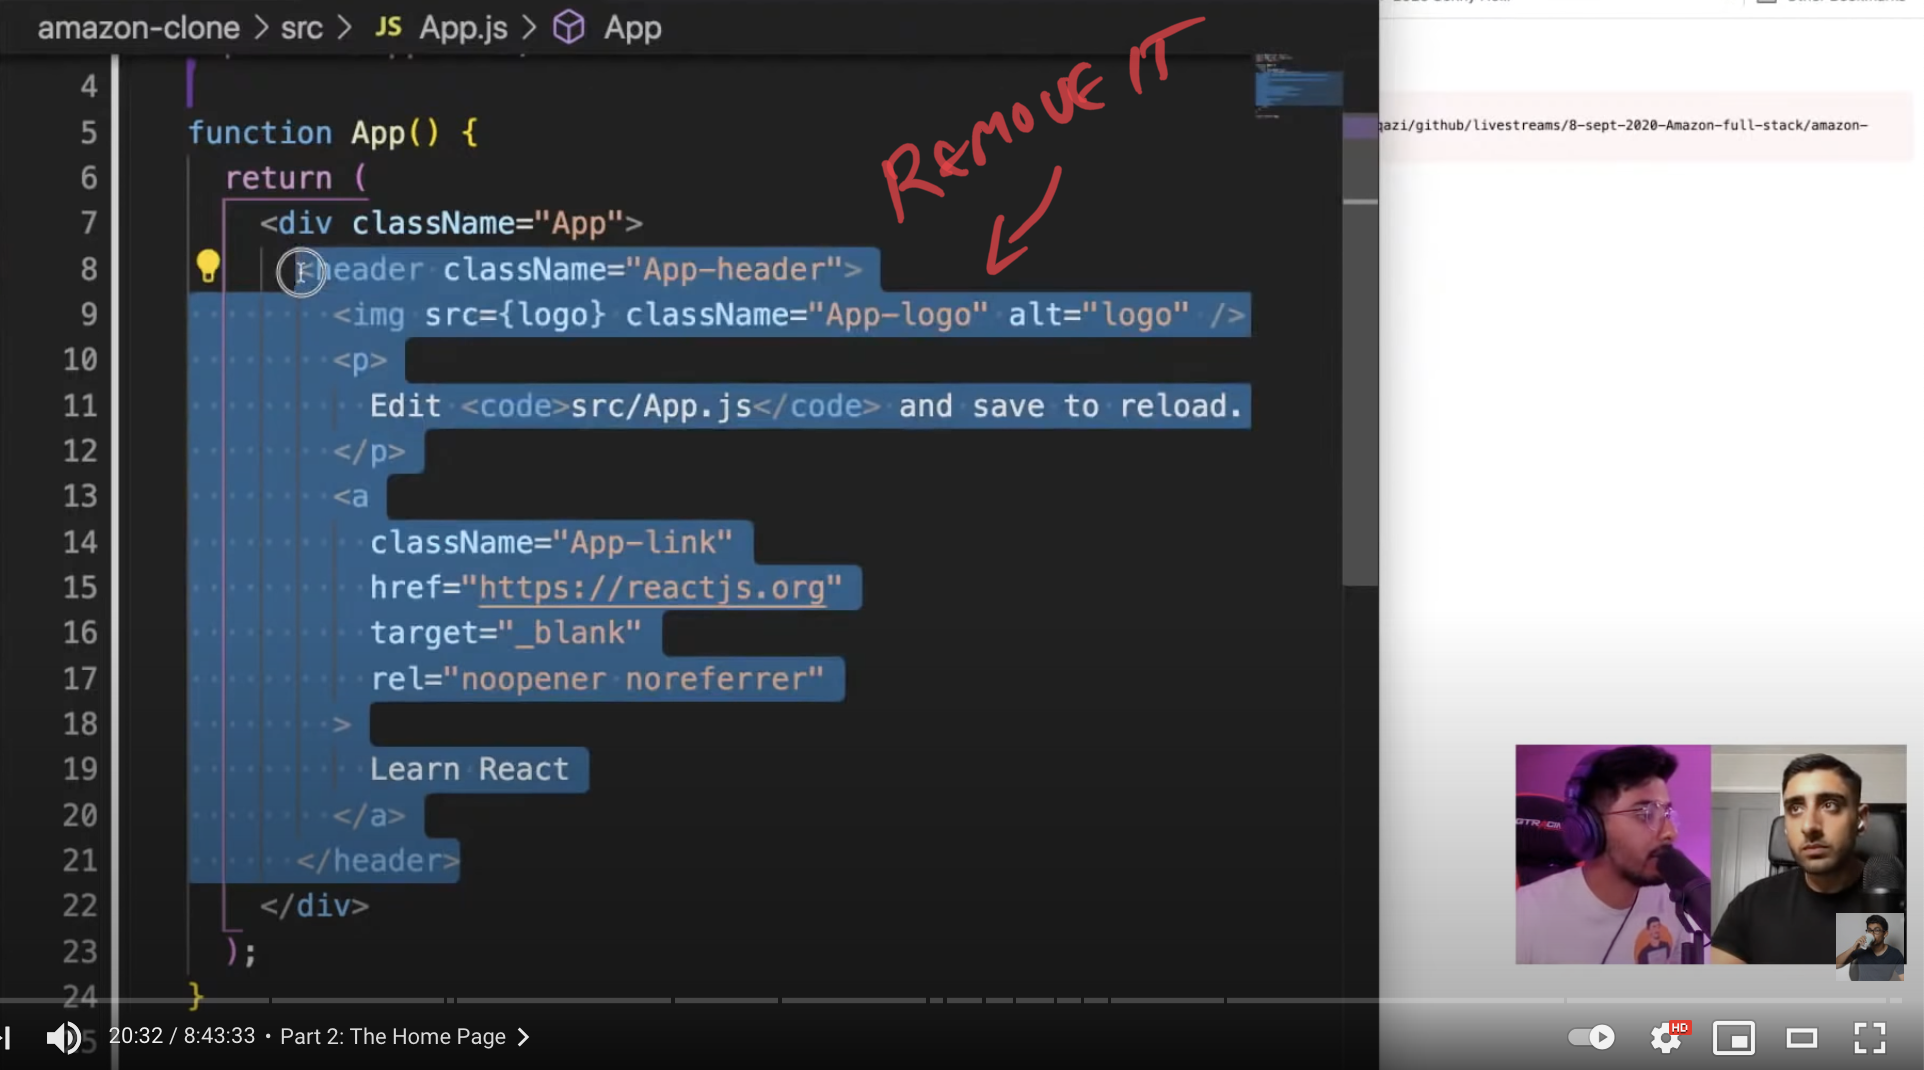 amazon-clone > src > JS App.js > App
REMOVE IT
qazi/github/livestreams/8-sept-2020-Amazon-full-stack/amazon-
4
5 function App() {
6 return (
7 <div className="App">
8 <header className="App-header">
9 <img src={logo} className="App-logo" alt="logo" />
10 <p>
11 Edit <code>src/App.js</code> and save to reload.
12 </p>
13 <a
14 className="App-link"
15 href="https://reactjs.org"
16 target="_blank"
17 rel="noopener noreferrer"
18 >
19 Learn React
20 </a>
21 </header>
22 </div>
23 );
24 }
GTRACIN
20:32 / 8:43:33 • Part 2: The Home Page >
HD